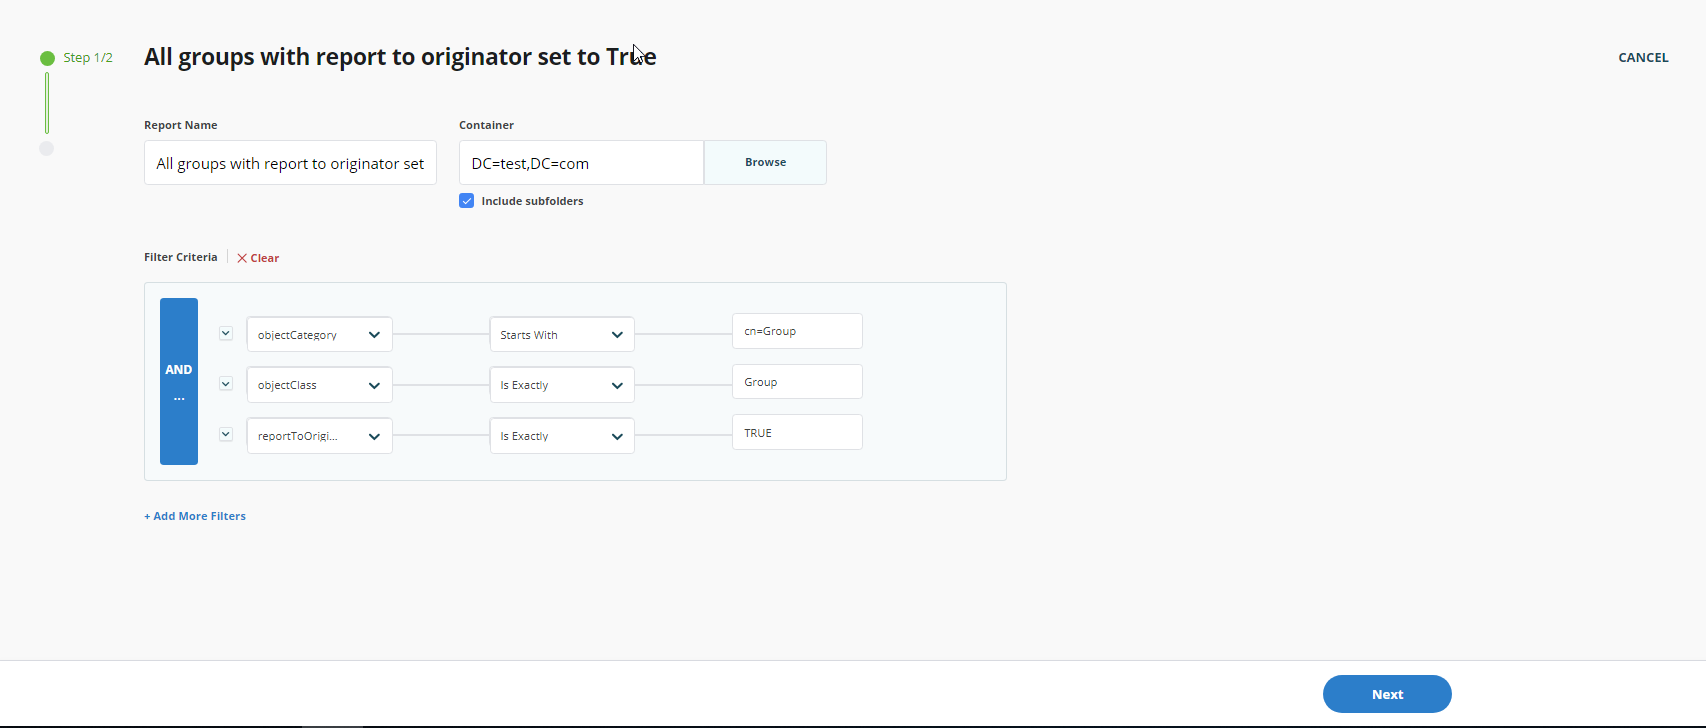 Step 1/2
All groups with report to originator set to True
CANCEL
Report Name
Container
All groups with report to originator set
DC=test,DC=com
Browse
Include subfolders
Filter Criteria
Clear
AND
...
objectCategory
Starts With
cn=Group
objectClass
Is Exactly
Group
reportToOrigi...
Is Exactly
TRUE
+ Add More Filters
Next